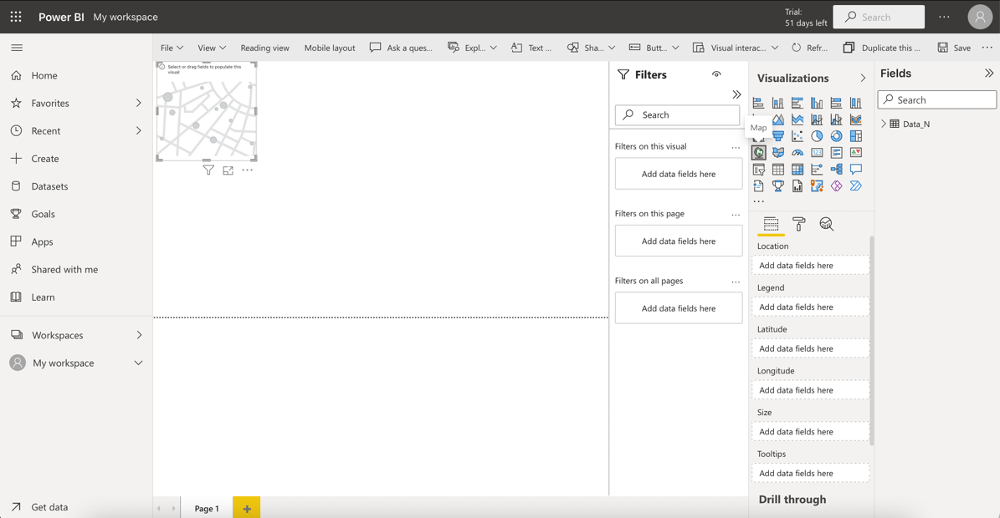 Power BI My workspace
Trial:
51 days left
Search
File
View
Reading view
Mobile layout
Ask a ques...
Expl...
Text ...
Sha...
Butt...
Visual interac...
Refr...
Duplicate this ...
Save
Home
Favorites
Recent
Create
Datasets
Goals
Apps
Shared with me
Learn
Workspaces
My workspace
Get data
Select or drag fields to populate this
visual
Page 1
Filters
Search
Filters on this visual
Add data fields here
Filters on this page
Add data fields here
Filters on all pages
Add data fields here
Visualizations
Map
123
Location
Add data fields here
Legend
Add data fields here
Latitude
Add data fields here
Longitude
Add data fields here
Size
Add data fields here
Tooltips
Add data fields here
Drill through
Fields
Search
Data_N